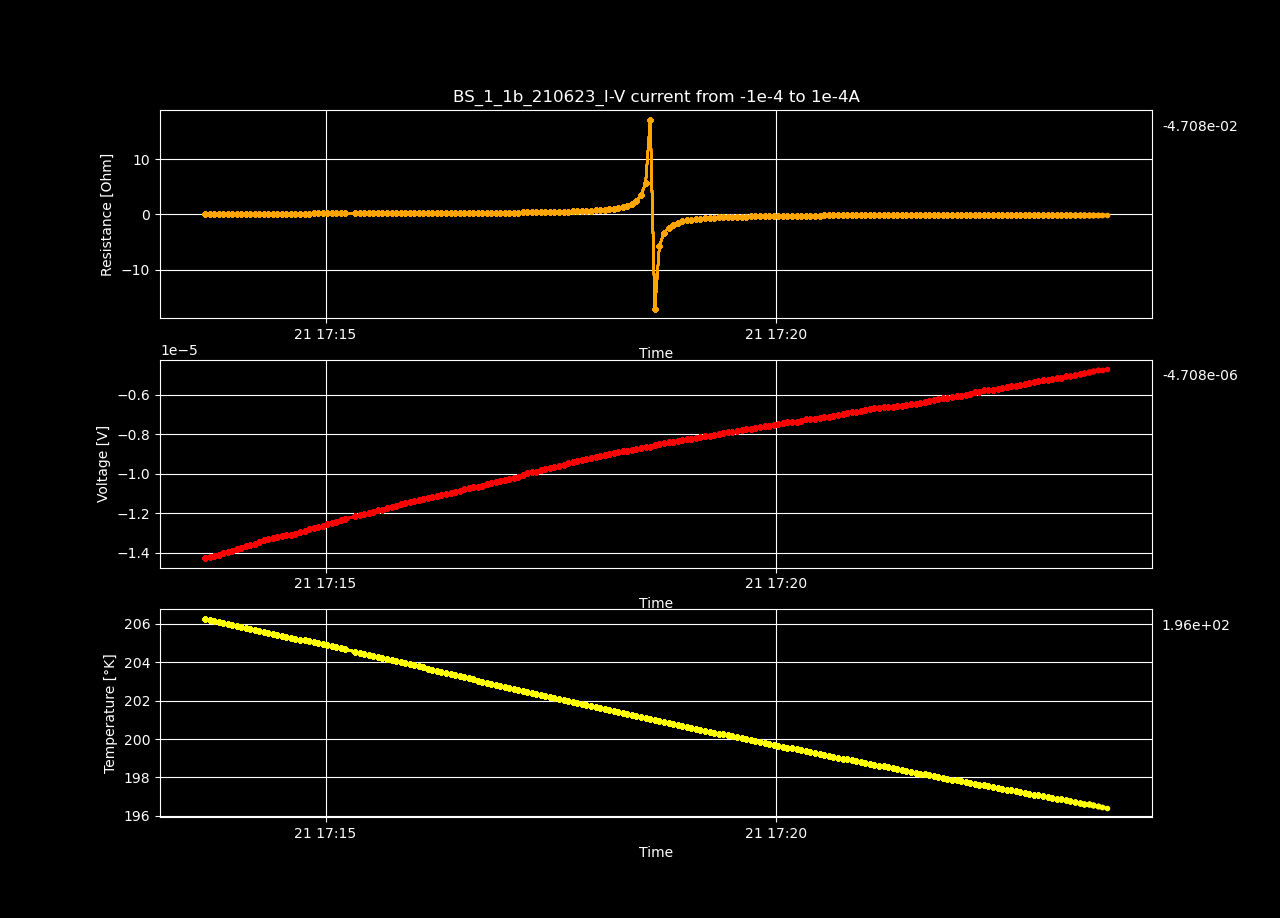 BS_1_1b_210623_I-V current from -1e-4 to 1e-4A
-4.708e-02
Resistance [Ohm]
10
0
−10
21 17:15
21 17:20
Time
1e−5
-4.708e-06
Voltage [V]
−0.6
−0.8
−1.0
−1.2
−1.4
21 17:15
21 17:20
Time
1.96e+02
Temperature [°K]
206
204
202
200
198
196
21 17:15
21 17:20
Time